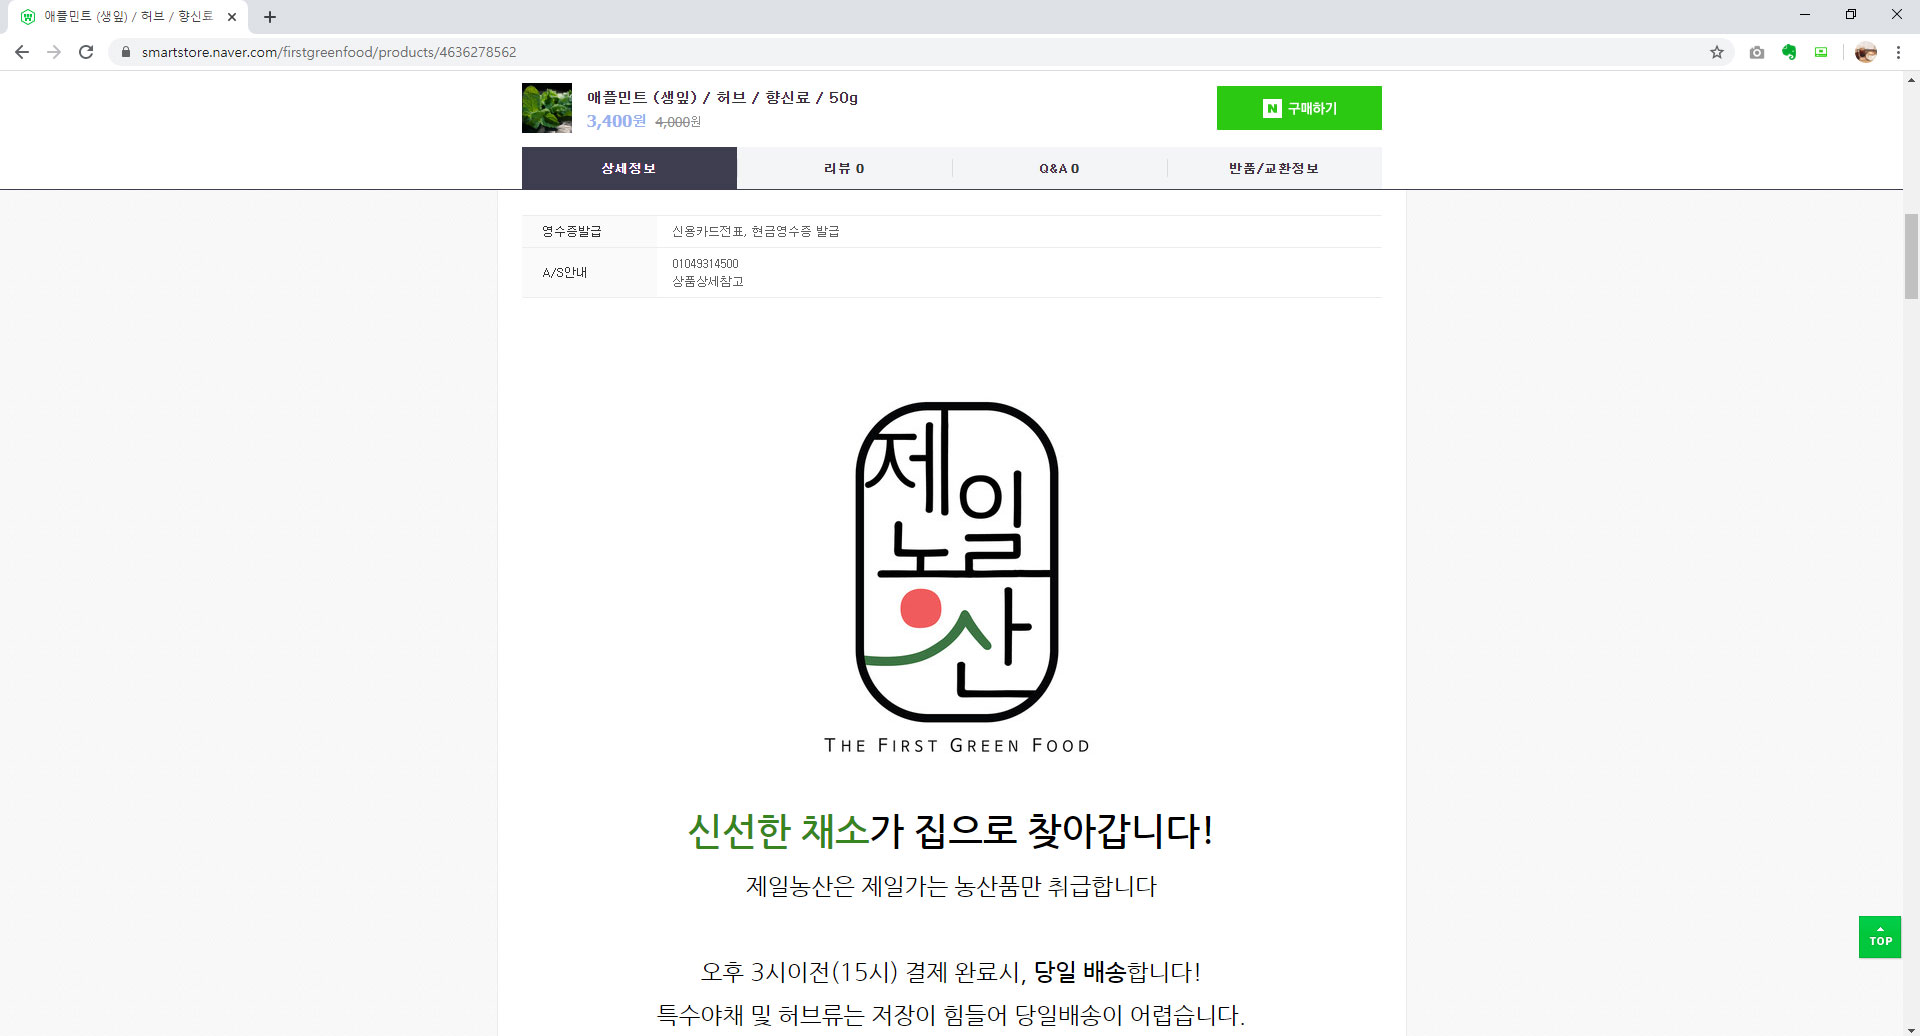 애플민트 (생잎) / 허브 / 향신료
smartstore.naver.com/firstgreenfood/products/4636278562
애플민트 (생잎) / 허브 / 향신료 / 50g
3,400원 4,000원
N 구매하기
상세정보 리뷰 0 Q&A 0 반품/교환정보
영수증발급 신용카드전표, 현금영수증 발급
A/S안내 01049314500
상품상세참고
제일
농산
THE FIRST GREEN FOOD
신선한 채소가 집으로 찾아갑니다!
제일농산은 제일가는 농산품만 취급합니다
오후 3시이전(15시) 결제 완료시, 당일 배송합니다!
특수야채 및 허브류는 저장이 힘들어 당일배송이 어렵습니다.
TOP